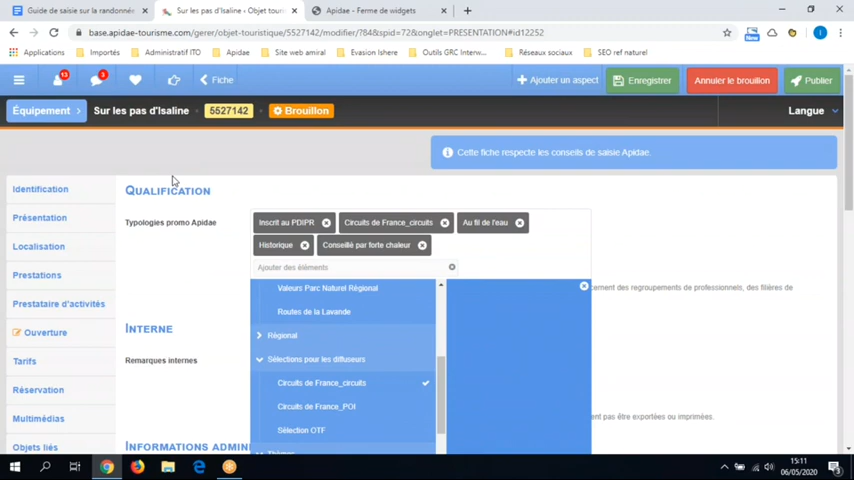 Guide de saisie sur la randonnée
Sur les pas d'Isaline - Objet tour
Apidae - Ferme de widgets
base.apidae-tourisme.com/gerer/objet-touristique/5527142/modifier/?84&spid=72&onglet=PRESENTATION#id12252
New
Applications
Importés
Administratif ITO
Apidae
Site web amiral
Evasion Ishere
Outils GRC Interw...
Réseaux sociaux
SEO ref naturel
13
3
Fiche
Ajouter un aspect
Enregistrer
Annuler le brouillon
Publier
Équipement
Sur les pas d'Isaline
5527142
Brouillon
Langue
Cette fiche respecte les conseils de saisie Apidae.
Identification
Présentation
Localisation
Prestations
Prestataire d'activités
Ouverture
Tarifs
Réservation
Multimédias
Objets liés
Qualification
Typologies promo Apidae
Inscrit au PDIPR
Circuits de France_circuits
Au fil de l'eau
Historique
Conseillé par forte chaleur
Ajouter des éléments
Valeurs Parc Naturel Régional
Routes de la Lavande
Régional
Sélections pour les diffuseurs
Circuits de France_circuits
Circuits de France_POI
Sélection OTF
Thèmes
cement des regroupements de professionnels, des filières de
Interne
Remarques internes
ent pas être exportées ou imprimées.
Informations admin
15:11
06/05/2020
3